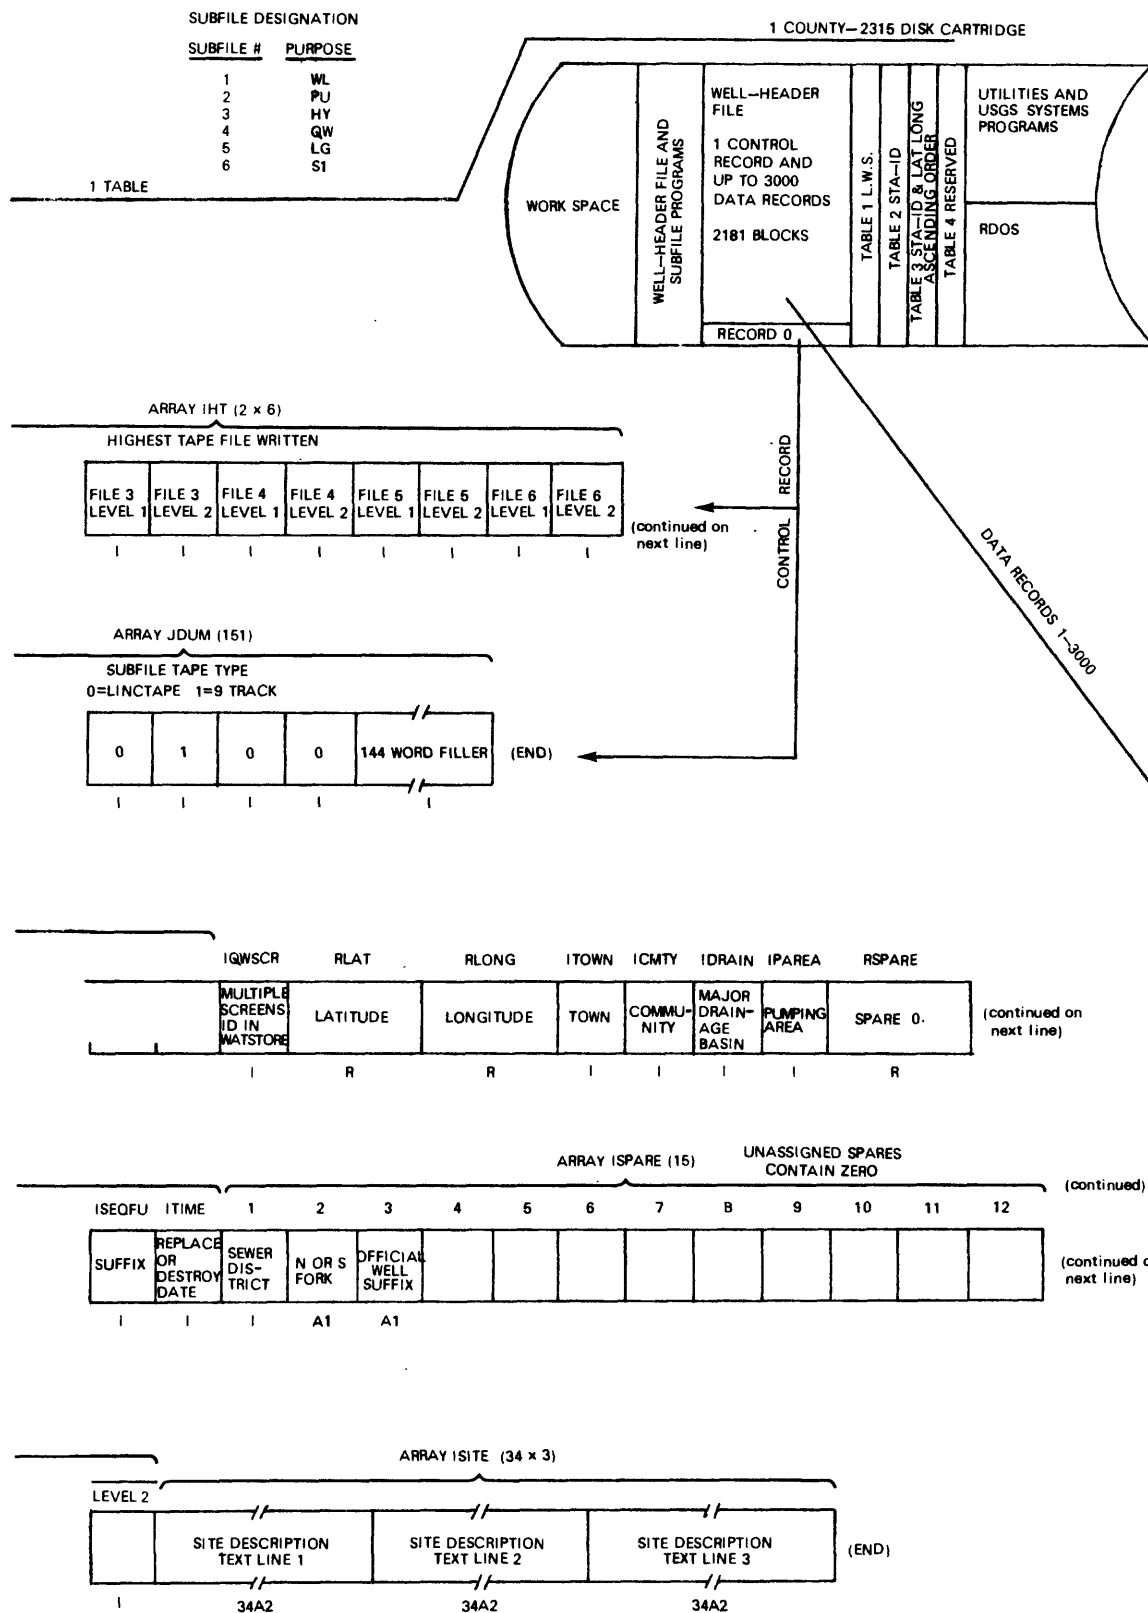 SUBFILE DESIGNATION
SUBFILE # PURPOSE
1 WL
2 PU
3 HY
4 QW
5 LG
6 S1
1 TABLE
1 COUNTY—2315 DISK CARTRIDGE
WORK SPACE
WELL—HEADER FILE AND
SUBFILE PROGRAMS
WELL—HEADER
FILE
1 CONTROL
RECORD AND
UP TO 3000
DATA RECORDS
2181 BLOCKS
RECORD 0
TABLE 1 L.W.S.
TABLE 2 STA—ID
TABLE 3 STA—ID & LAT LONG
ASCENDING ORDER
TABLE 4 RESERVED
UTILITIES AND
USGS SYSTEMS
PROGRAMS
RDOS
ARRAY IHT (2 × 6)
HIGHEST TAPE FILE WRITTEN
FILE 3 FILE 3 FILE 4 FILE 4 FILE 5 FILE 5 FILE 6 FILE 6
LEVEL 1 LEVEL 2 LEVEL 1 LEVEL 2 LEVEL 1 LEVEL 2 LEVEL 1 LEVEL 2
(continued on
next line)
I I I I I I I I
CONTROL RECORD
DATA RECORDS 1—3000
ARRAY JDUM (151)
SUBFILE TAPE TYPE
0=LINCTAPE 1=9 TRACK
0 1 0 0 144 WORD FILLER (END)
I I I I I
IQWSCR RLAT RLONG ITOWN ICMTY IDRAIN IPAREA RSPARE
MULTIPLE
SCREENS
ID IN
WATSTORE
LATITUDE
LONGITUDE
TOWN
COMMU-
NITY
MAJOR
DRAIN-
AGE
BASIN
PUMPING
AREA
SPARE 0.
(continued on
next line)
I R R I I I I R
ARRAY ISPARE (15)
UNASSIGNED SPARES
CONTAIN ZERO
(continued)
ISEQFU ITIME 1 2 3 4 5 6 7 8 9 10 11 12
SUFFIX
REPLACE
OR
DESTROY
DATE
SEWER
DIS-
TRICT
N OR S
FORK
OFFICIAL
WELL
SUFFIX
(continued o
next line)
I I I A1 A1
ARRAY ISITE (34 × 3)
LEVEL 2
SITE DESCRIPTION
TEXT LINE 1
SITE DESCRIPTION
TEXT LINE 2
SITE DESCRIPTION
TEXT LINE 3
(END)
I 34A2 34A2 34A2